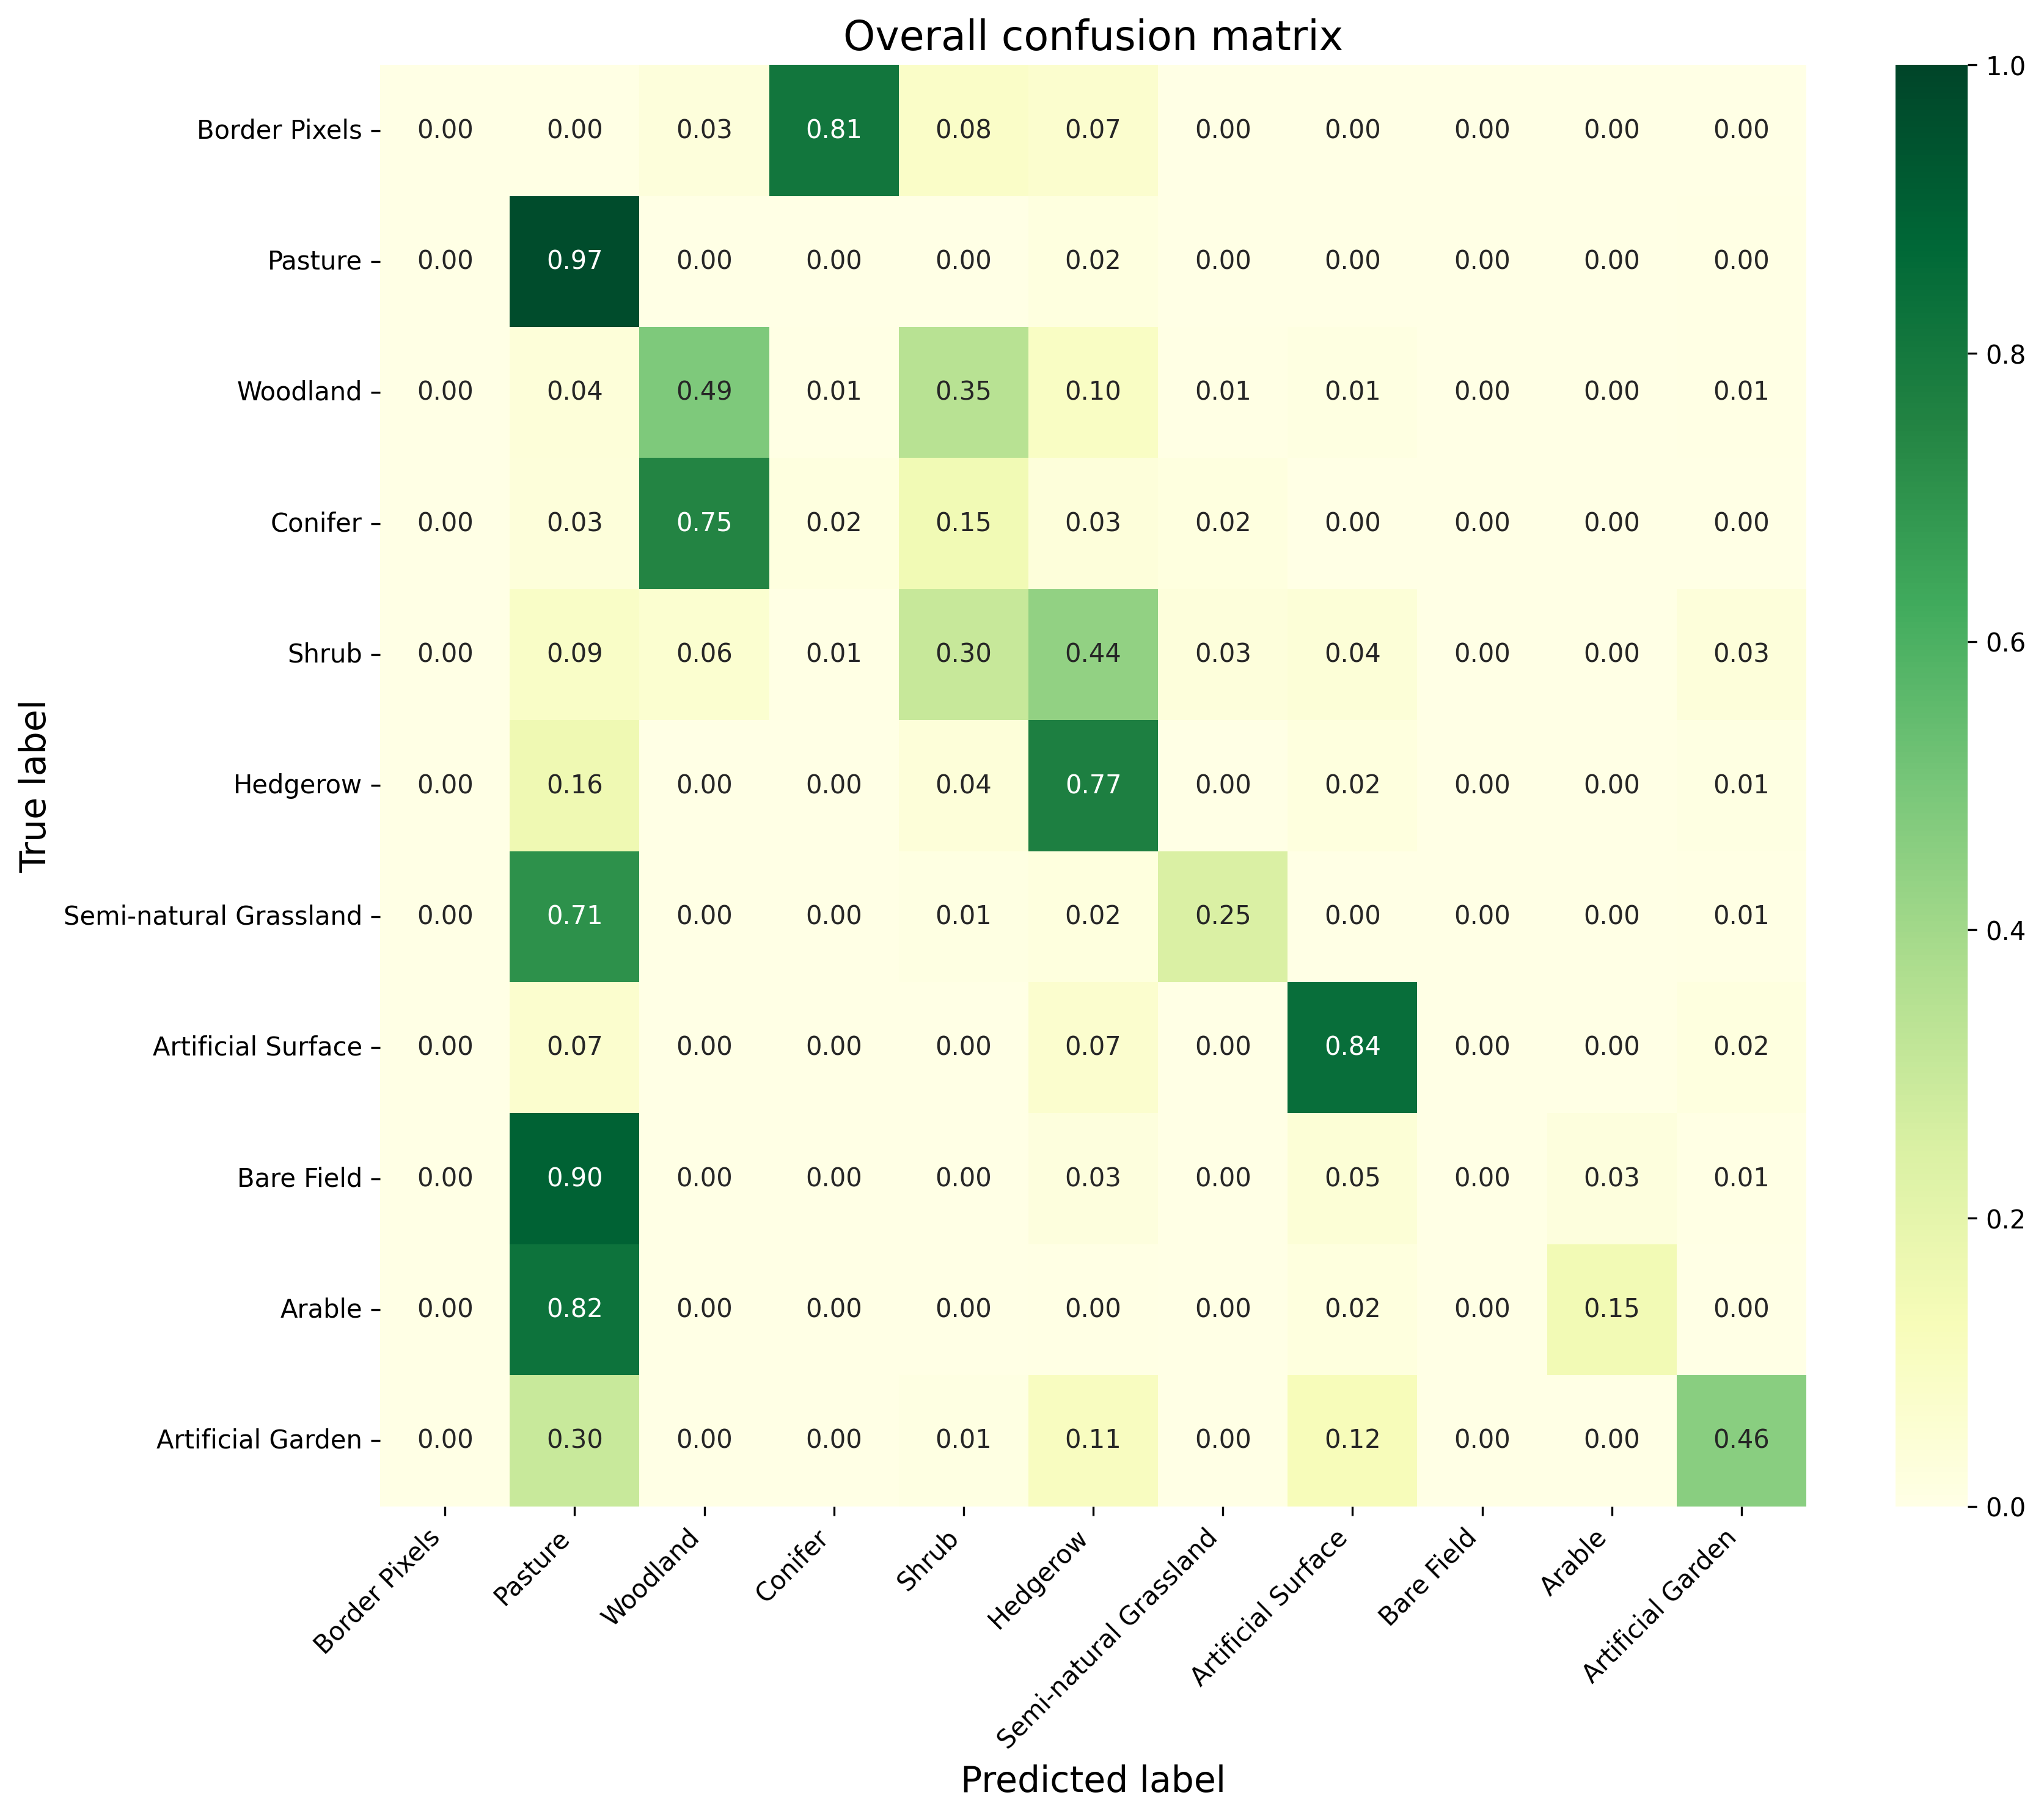 Overall confusion matrix
True label
Border Pixels 0.00 0.00 0.03 0.81 0.08 0.07 0.00 0.00 0.00 0.00 0.00
Pasture 0.00 0.97 0.00 0.00 0.00 0.02 0.00 0.00 0.00 0.00 0.00
Woodland 0.00 0.04 0.49 0.01 0.35 0.10 0.01 0.01 0.00 0.00 0.01
Conifer 0.00 0.03 0.75 0.02 0.15 0.03 0.02 0.00 0.00 0.00 0.00
Shrub 0.00 0.09 0.06 0.01 0.30 0.44 0.03 0.04 0.00 0.00 0.03
Hedgerow 0.00 0.16 0.00 0.00 0.04 0.77 0.00 0.02 0.00 0.00 0.01
Semi-natural Grassland 0.00 0.71 0.00 0.00 0.01 0.02 0.25 0.00 0.00 0.00 0.01
Artificial Surface 0.00 0.07 0.00 0.00 0.00 0.07 0.00 0.84 0.00 0.00 0.02
Bare Field 0.00 0.90 0.00 0.00 0.00 0.03 0.00 0.05 0.00 0.03 0.01
Arable 0.00 0.82 0.00 0.00 0.00 0.00 0.00 0.02 0.00 0.15 0.00
Artificial Garden 0.00 0.30 0.00 0.00 0.01 0.11 0.00 0.12 0.00 0.00 0.46
Border Pixels
Pasture
Woodland
Conifer
Shrub
Hedgerow
Semi-natural Grassland
Artificial Surface
Bare Field
Arable
Artificial Garden
Predicted label
1.0
0.8
0.6
0.4
0.2
0.0